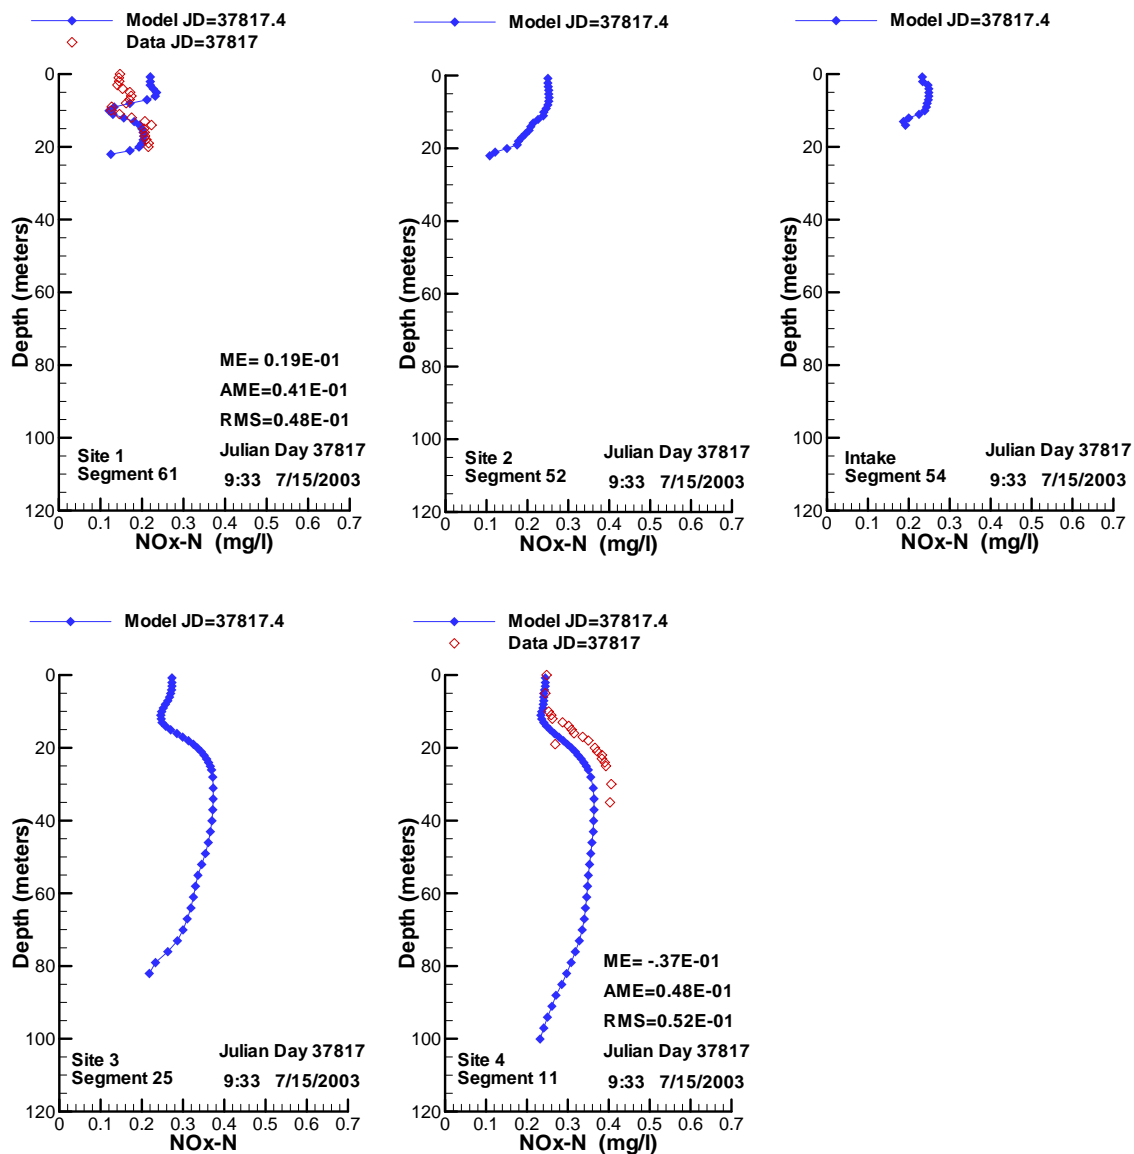 Model JD=37817.4
Data JD=37817
0
20
40
60
80
100
120
Depth (meters)
ME= 0.19E-01
AME=0.41E-01
RMS=0.48E-01
Site 1
Segment 61
Julian Day 37817
9:33 7/15/2003
0 0.1 0.2 0.3 0.4 0.5 0.6 0.7
NOx-N (mg/l)
Model JD=37817.4
0
20
40
60
80
100
120
Depth (meters)
Site 2
Segment 52
Julian Day 37817
9:33 7/15/2003
0 0.1 0.2 0.3 0.4 0.5 0.6 0.7
NOx-N (mg/l)
Model JD=37817.4
0
20
40
60
80
100
120
Depth (meters)
Intake
Segment 54
Julian Day 37817
9:33 7/15/2003
0 0.1 0.2 0.3 0.4 0.5 0.6 0.7
NOx-N (mg/l)
Model JD=37817.4
0
20
40
60
80
100
120
Depth (meters)
Site 3
Segment 25
Julian Day 37817
9:33 7/15/2003
0 0.1 0.2 0.3 0.4 0.5 0.6 0.7
NOx-N
Model JD=37817.4
Data JD=37817
0
20
40
60
80
100
120
Depth (meters)
ME= -.37E-01
AME=0.48E-01
RMS=0.52E-01
Site 4
Segment 11
Julian Day 37817
9:33 7/15/2003
0 0.1 0.2 0.3 0.4 0.5 0.6 0.7
NOx-N (mg/l)